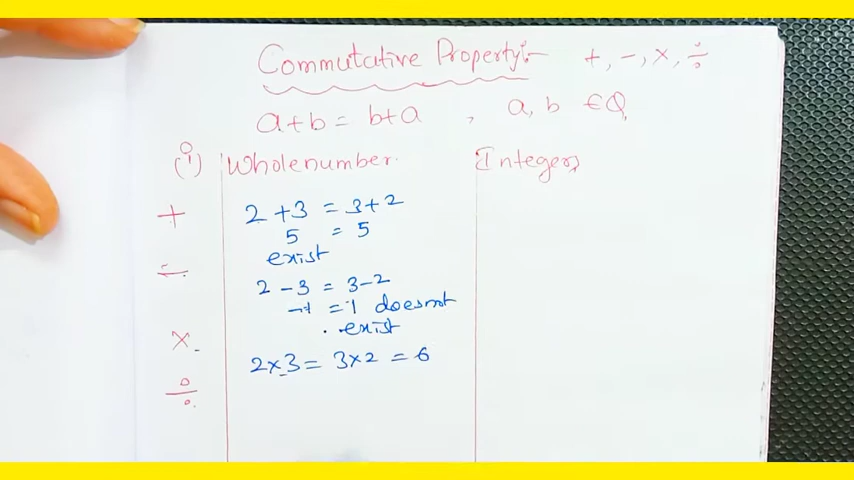 Commutative Property:- +, -, ×, ÷
a+b = b+a , a, b ∈ Q,
(i) Wholenumber. Integers
+ 2 + 3 = 3 + 2
5 = 5
exist
- 2 - 3 = 3 - 2
-1 = 1 doesnot
exist
× 2 × 3 = 3 × 2 = 6
÷